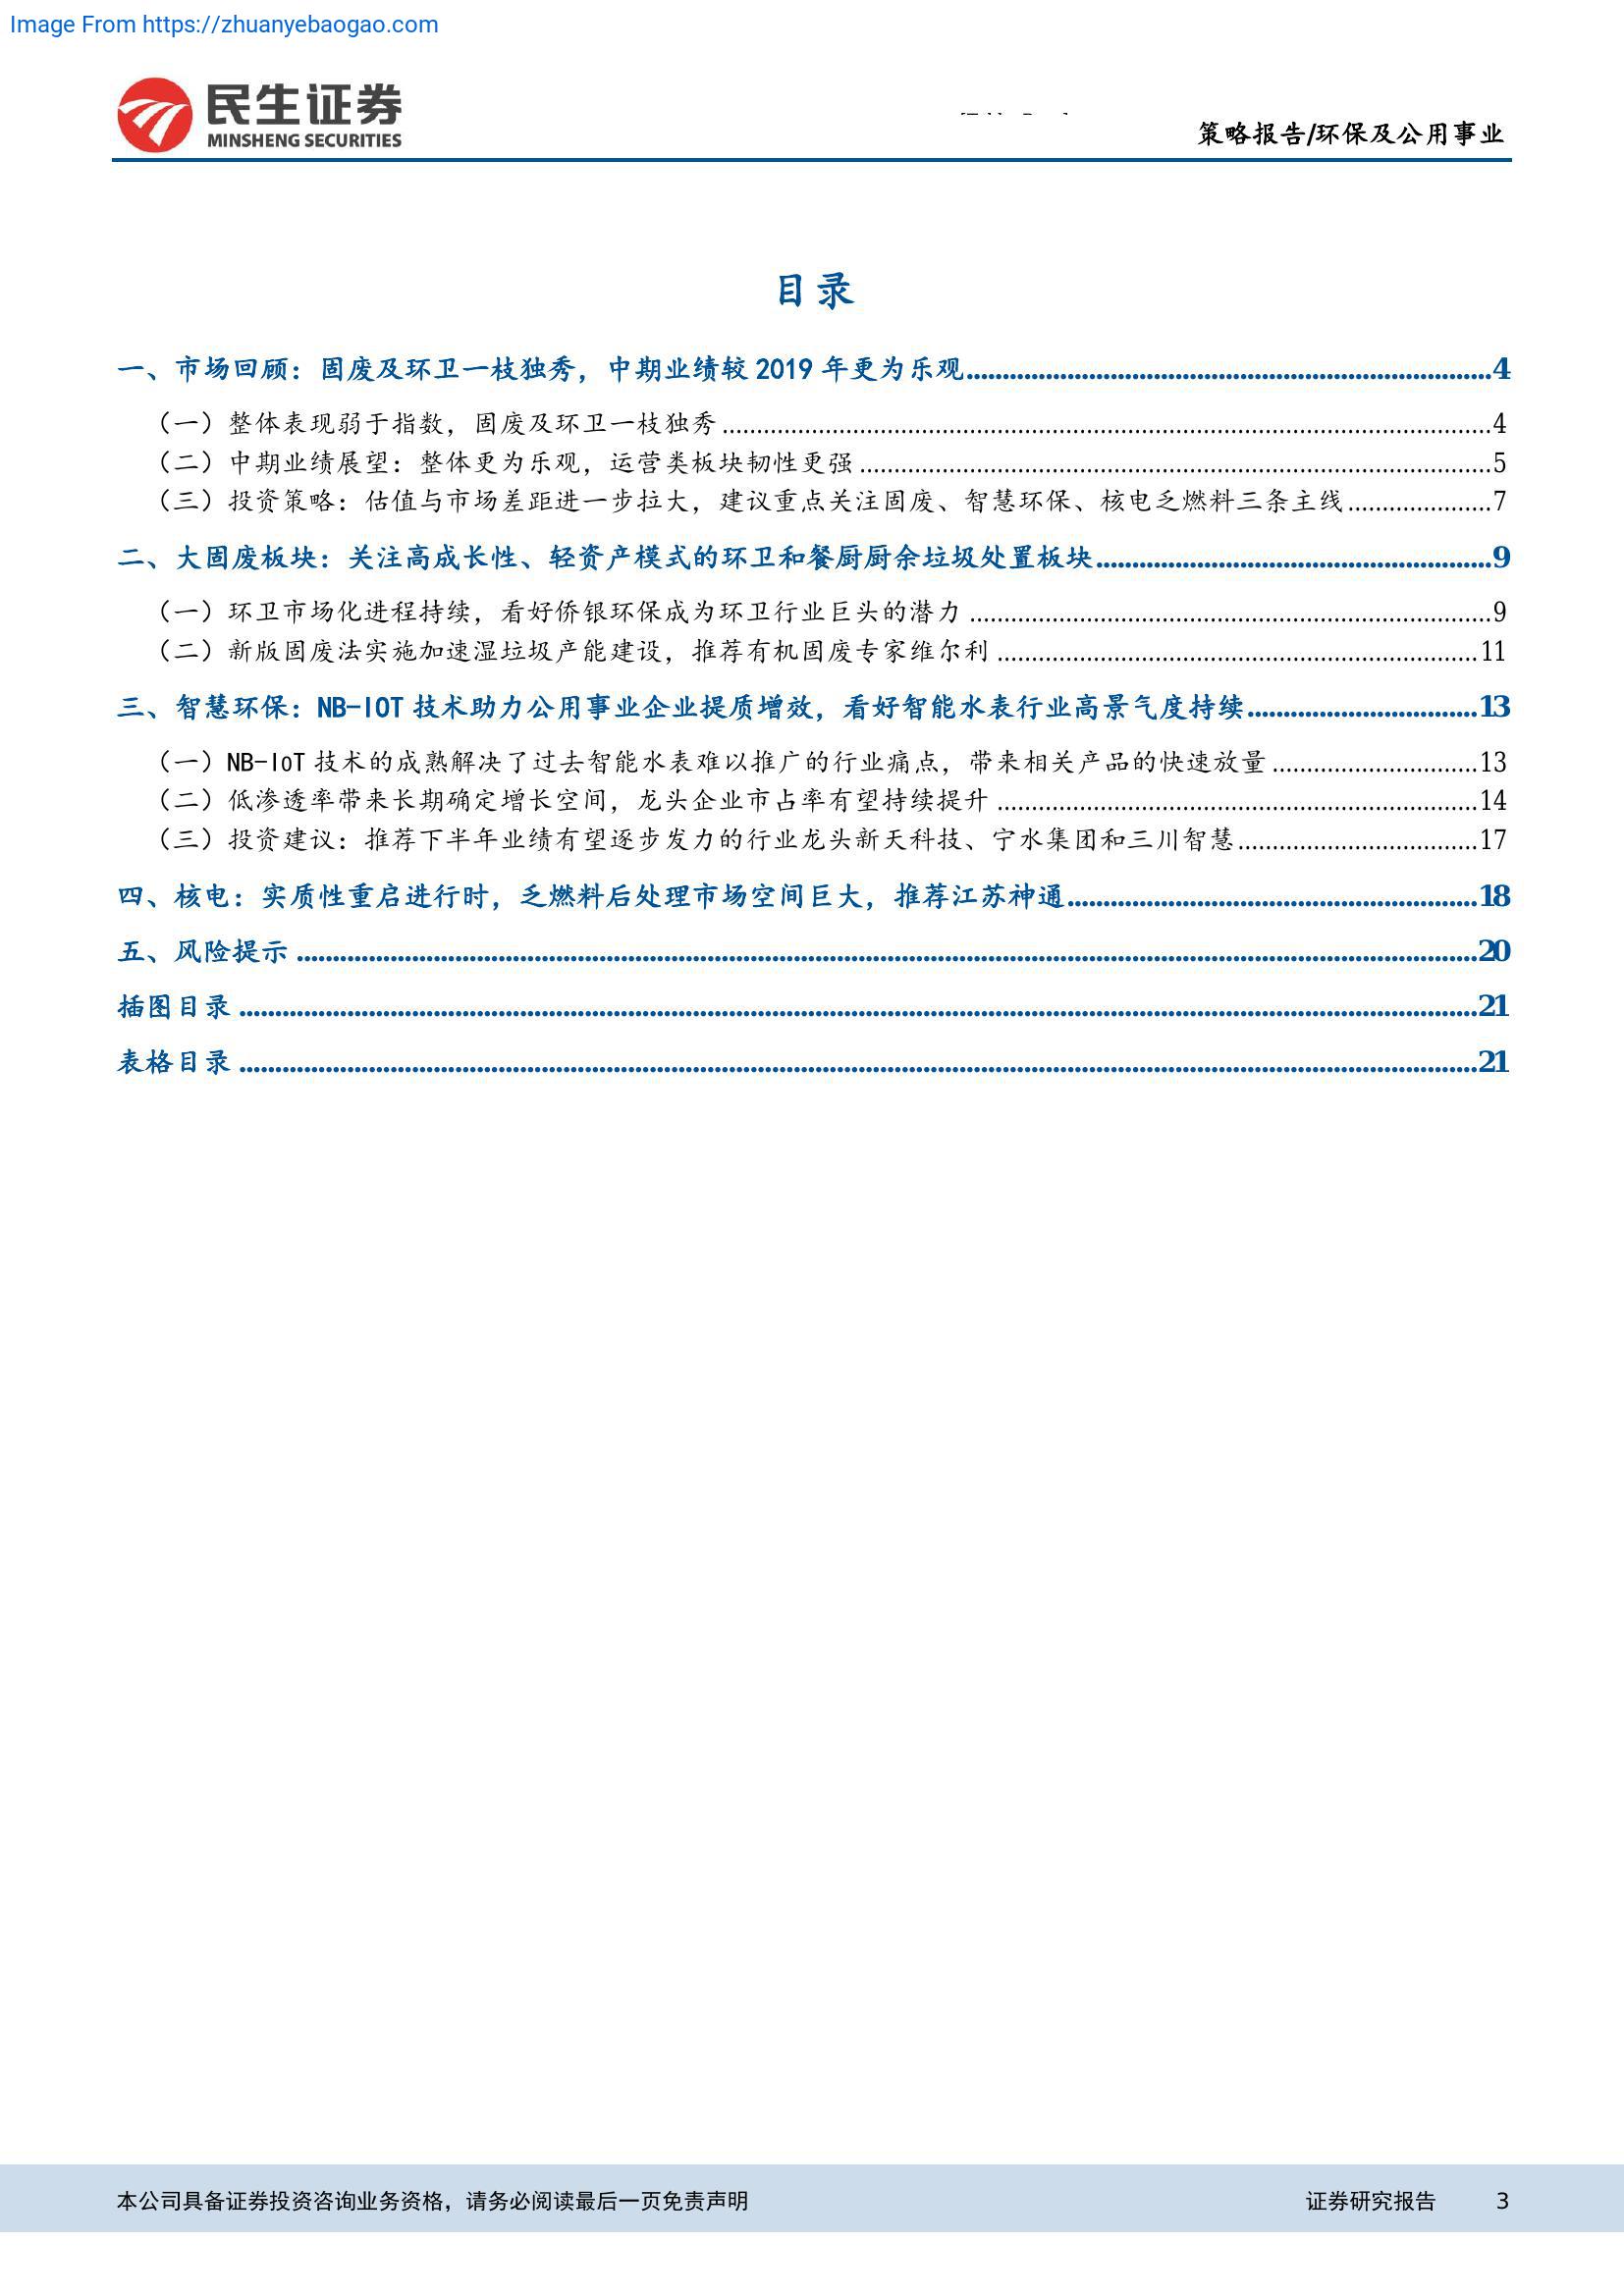 Image From https://zhuanyebaogao.com
民生证券
MINSHENG SECURITIES
策略报告/环保及公用事业
目录
一、市场回顾：固废及环卫一枝独秀，中期业绩较 2019 年更为乐观........4
（一）整体表现弱于指数，固废及环卫一枝独秀........4
（二）中期业绩展望：整体更为乐观，运营类板块韧性更强........5
（三）投资策略：估值与市场差距进一步拉大，建议重点关注固废、智慧环保、核电乏燃料三条主线........7
二、大固废板块：关注高成长性、轻资产模式的环卫和餐厨厨余垃圾处置板块........9
（一）环卫市场化进程持续，看好侨银环保成为环卫行业巨头的潜力........9
（二）新版固废法实施加速湿垃圾产能建设，推荐有机固废专家维尔利........11
三、智慧环保：NB-IOT 技术助力公用事业企业提质增效，看好智能水表行业高景气度持续........13
（一）NB-IoT 技术的成熟解决了过去智能水表难以推广的行业痛点，带来相关产品的快速放量........13
（二）低渗透率带来长期确定增长空间，龙头企业市占率有望持续提升........14
（三）投资建议：推荐下半年业绩有望逐步发力的行业龙头新天科技、宁水集团和三川智慧........17
四、核电：实质性重启进行时，乏燃料后处理市场空间巨大，推荐江苏神通........18
五、风险提示........20
插图目录........21
表格目录........21
本公司具备证券投资咨询业务资格，请务必阅读最后一页免责声明
证券研究报告 3